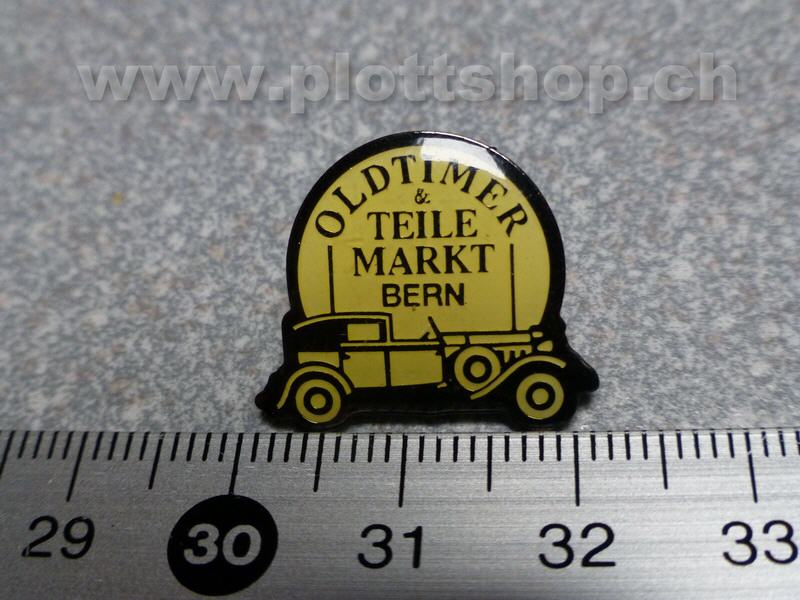 www.plottshop.ch
OLDTIMER
&
TEILE
MARKT
BERN
29 30 31 32 33